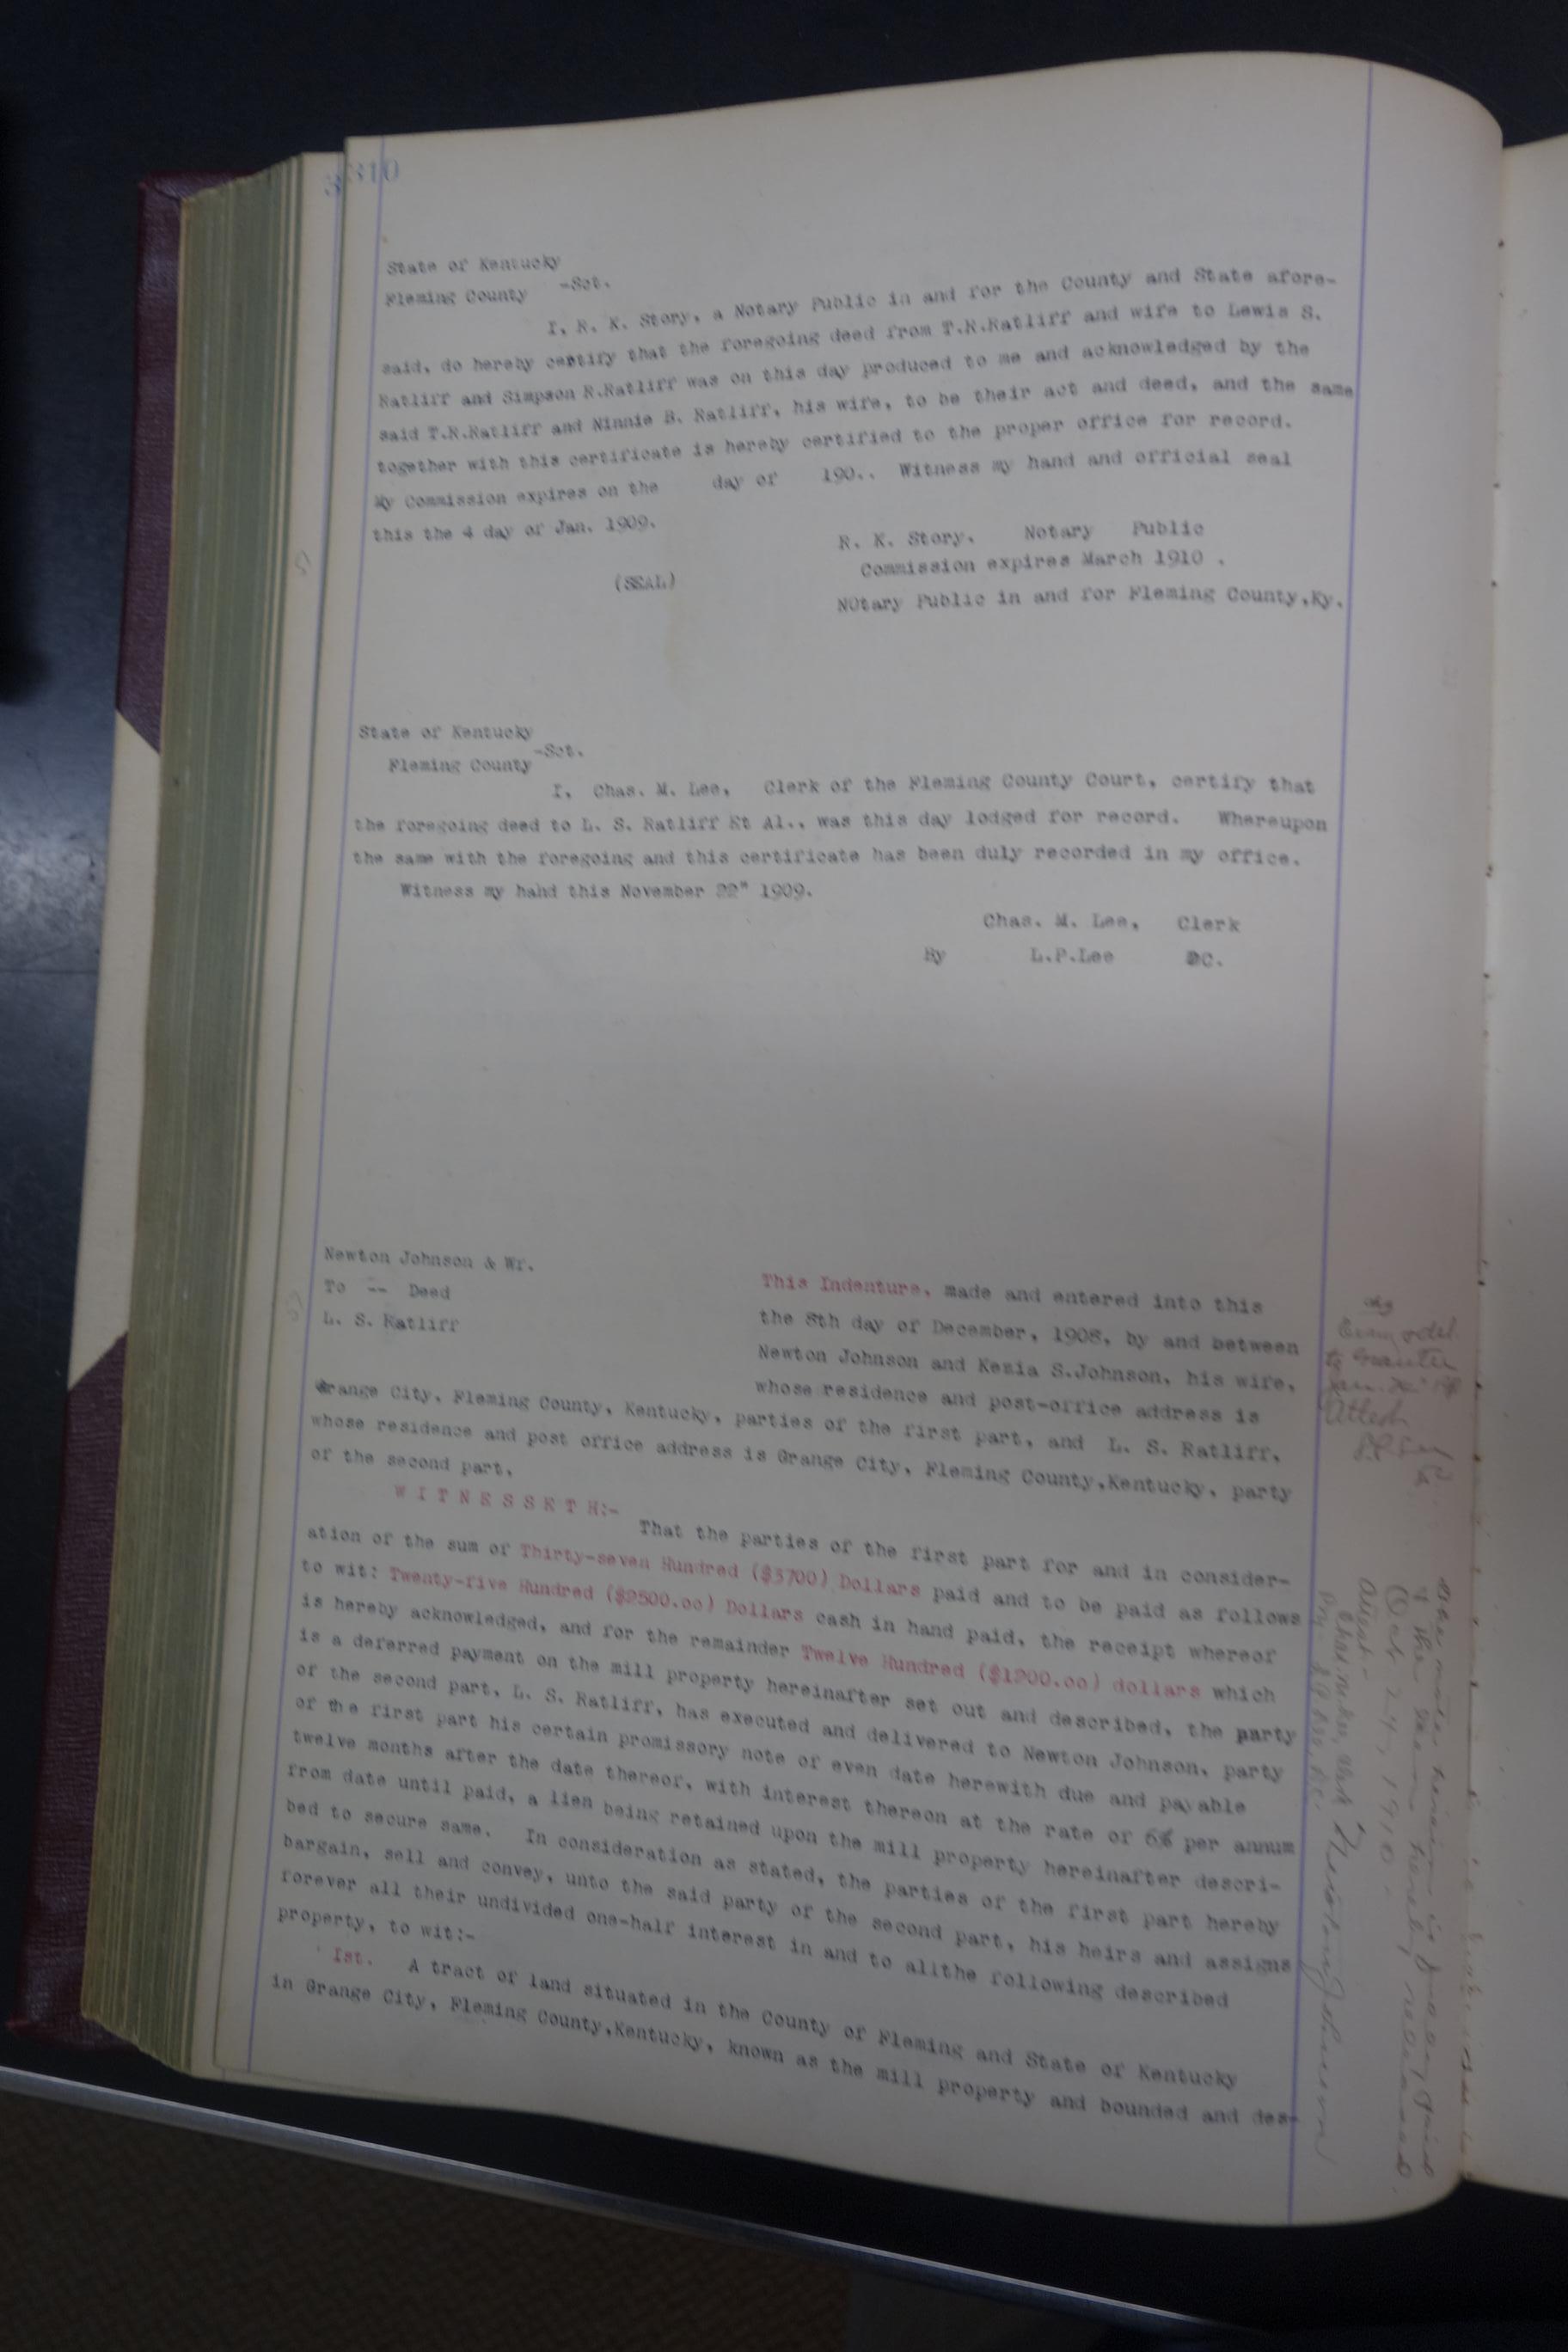 310
State of Kentucky
-Sct.
Fleming County
I, R. K. Story, a Notary Public in and for the County and State afore-
said, do hereby certify that the foregoing deed from T.R.Ratliff and wife to Lewis S.
Ratliff and Simpson R.Ratliff was on this day produced to me and acknowledged by the
said T.R.Ratliff and Ninnie B. Ratliff, his wife, to be their act and deed, and the same
together with this certificate is hereby certified to the proper office for record.
My Commission expires on the day of 190.. Witness my hand and official seal
this the 4 day of Jan. 1909.
R. K. Story, Notary Public
Commission expires March 1910 .
(SEAL)
NOtary Public in and for Fleming County,Ky.
State of Kentucky
-Sct.
Fleming County
I, Chas. M. Lee, Clerk of the Fleming County Court, certify that
the foregoing deed to L. S. Ratliff Et Al., was this day lodged for record. Whereupon
the same with the foregoing and this certificate has been duly recorded in my office.
Witness my hand this November 22" 1909.
Chas. M. Lee, Clerk
By L.P.Lee DC.
Newton Johnson & Wf.
To -- Deed
L. S. Ratliff
This Indenture, made and entered into this
the 8th day of December, 1908, by and between
Newton Johnson and Kezia S.Johnson, his wife,
whose residence and post-office address is
Grange City, Fleming County, Kentucky, parties of the first part, and L. S. Ratliff,
whose residence and post office address is Grange City, Fleming County,Kentucky, party
of the second part,
W I T N E S S E T H:-
That the parties of the first part for and in consider-
ation of the sum of Thirty-seven Hundred ($3700) Dollars paid and to be paid as follows
to wit: Twenty-five Hundred ($2500.00) Dollars cash in hand paid, the receipt whereof
is hereby acknowledged, and for the remainder Twelve Hundred ($1200.00) dollars which
is a deferred payment on the mill property hereinafter set out and described, the party
of the second part, L. S. Ratliff, has executed and delivered to Newton Johnson, party
of the first part his certain promissory note of even date herewith due and payable
twelve months after the date thereof, with interest thereon at the rate of 6% per annum
from date until paid, a lien being retained upon the mill property hereinafter descri-
bed to secure same. In consideration as stated, the parties of the first part hereby
bargain, sell and convey, unto the said party of the second part, his heirs and assigns
forever all their undivided one-half interest in and to allthe following described
property, to wit:-
Ist. A tract of land situated in the County of Fleming and State of Kentucky
in Grange City, Fleming County,Kentucky, known as the mill property and bounded and des-
to Grantee
Attest
hereby released
Oct 24, 1910.
Attest-
Newton Johnson